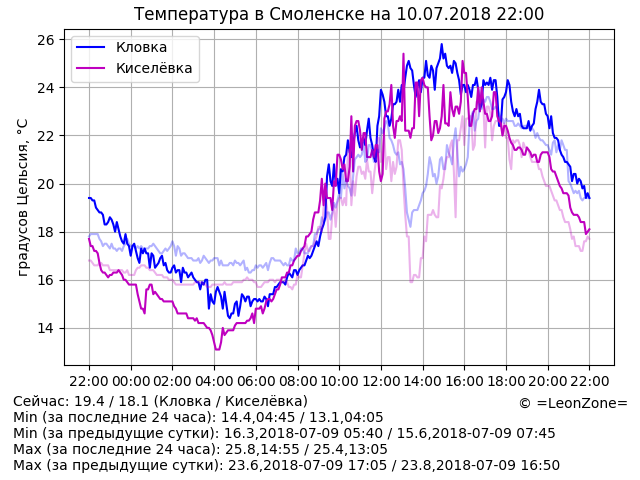 Температура в Смоленске на 10.07.2018 22:00
градусов Цельсия, °C
26
24
22
20
18
16
14
Кловка
Киселёвка
22:00 00:00 02:00 04:00 06:00 08:00 10:00 12:00 14:00 16:00 18:00 20:00 22:00
Сейчас: 19.4 / 18.1 (Кловка / Киселёвка)
© =LeonZone=
Min (за последние 24 часа): 14.4,04:45 / 13.1,04:05
Min (за предыдущие сутки): 16.3,2018-07-09 05:40 / 15.6,2018-07-09 07:45
Max (за последние 24 часа): 25.8,14:55 / 25.4,13:05
Max (за предыдущие сутки): 23.6,2018-07-09 17:05 / 23.8,2018-07-09 16:50